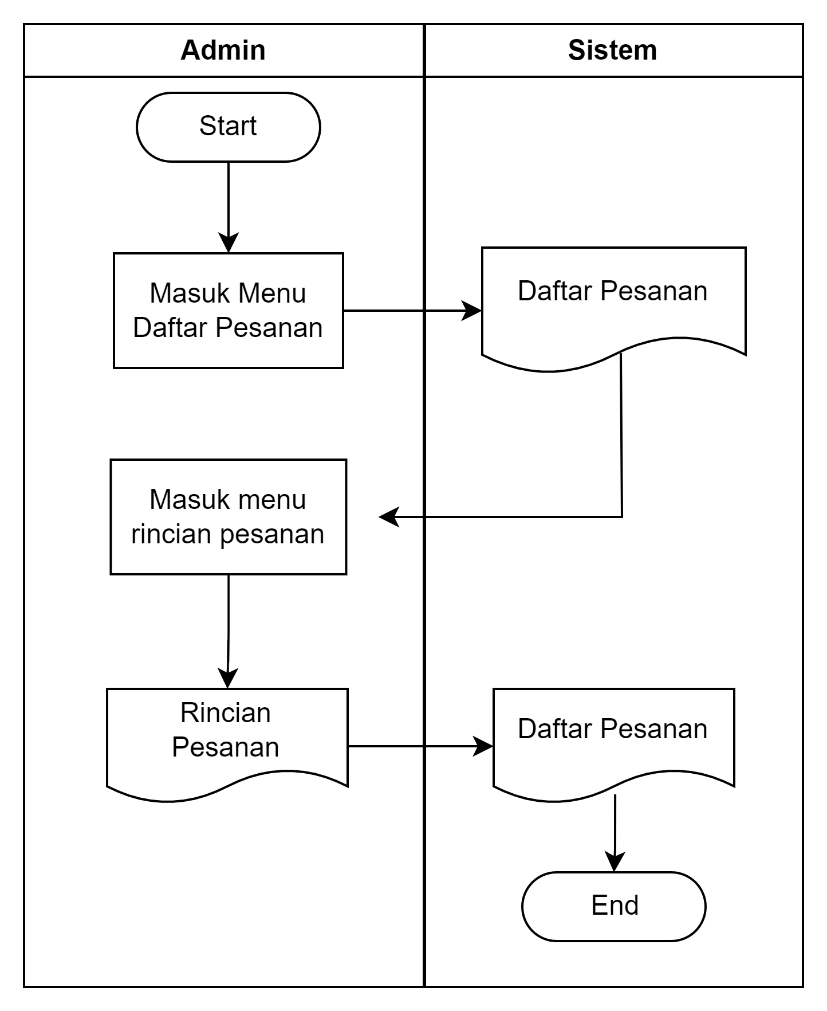 Admin
Sistem
Start
Masuk Menu
Daftar Pesanan
Daftar Pesanan
Masuk menu
rincian pesanan
Rincian
Pesanan
Daftar Pesanan
End